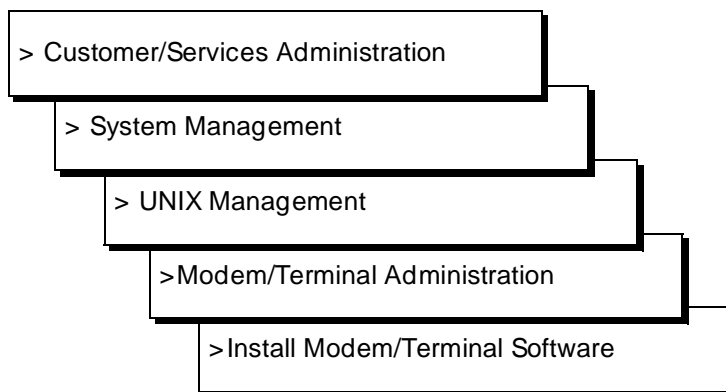 > Customer/Services Administration
> System Management
> UNIX Management
>Modem/Terminal Administration
>Install Modem/Terminal Software